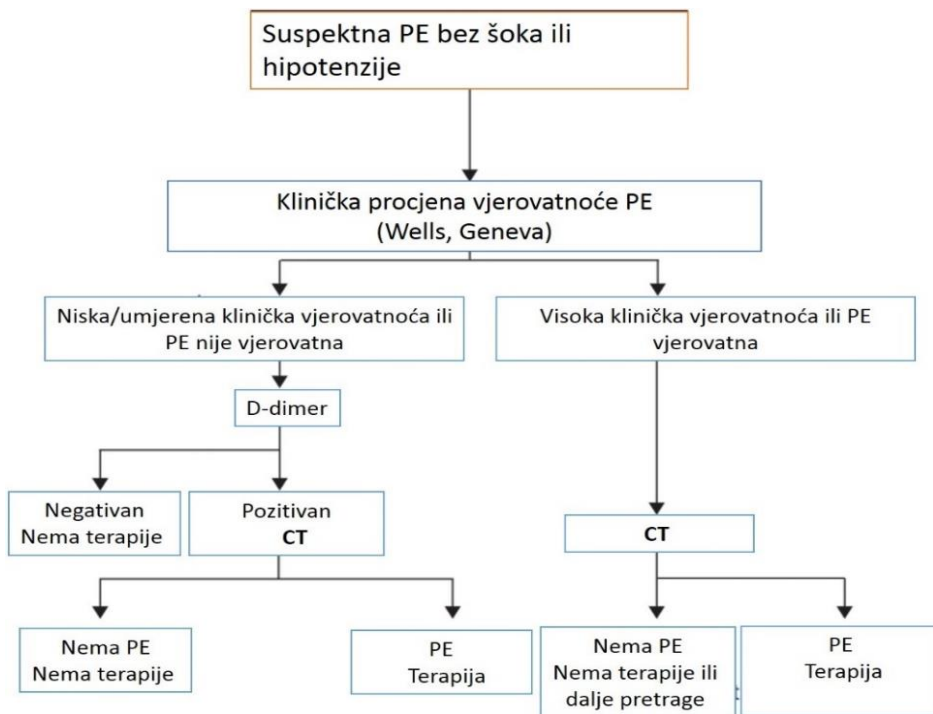 Suspektna PE bez šoka ili
hipotenzije
Klinička procjena vjerovatnoće PE
(Wells, Geneva)
Niska/umjerena klinička vjerovatnoća ili
PE nije vjerovatna
Visoka klinička vjerovatnoća ili PE
vjerovatna
D-dimer
Negativan
Nema terapije
Pozitivan
CT
CT
Nema PE
Nema terapije
PE
Terapija
Nema PE
Nema terapije ili
dalje pretrage
PE
Terapija